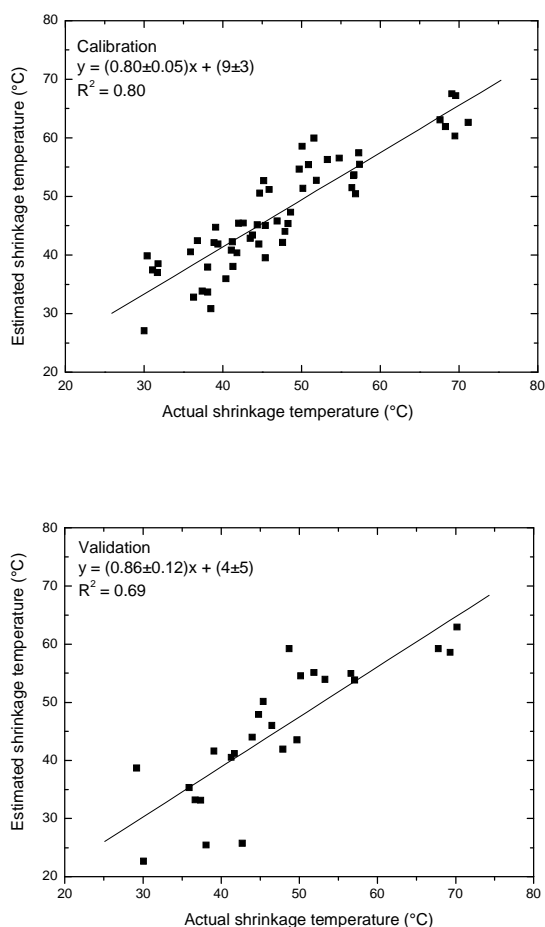 80
Calibration
y = (0.80±0.05)x + (9±3)
R² = 0.80
70
60
50
40
30
20
20 30 40 50 60 70 80
Estimated shrinkage temperature (°C)
Actual shrinkage temperature (°C)
80
Validation
y = (0.86±0.12)x + (4±5)
R² = 0.69
70
60
50
40
30
20
20 30 40 50 60 70 80
Estimated shrinkage temperature (°C)
Actual shrinkage temperature (°C)